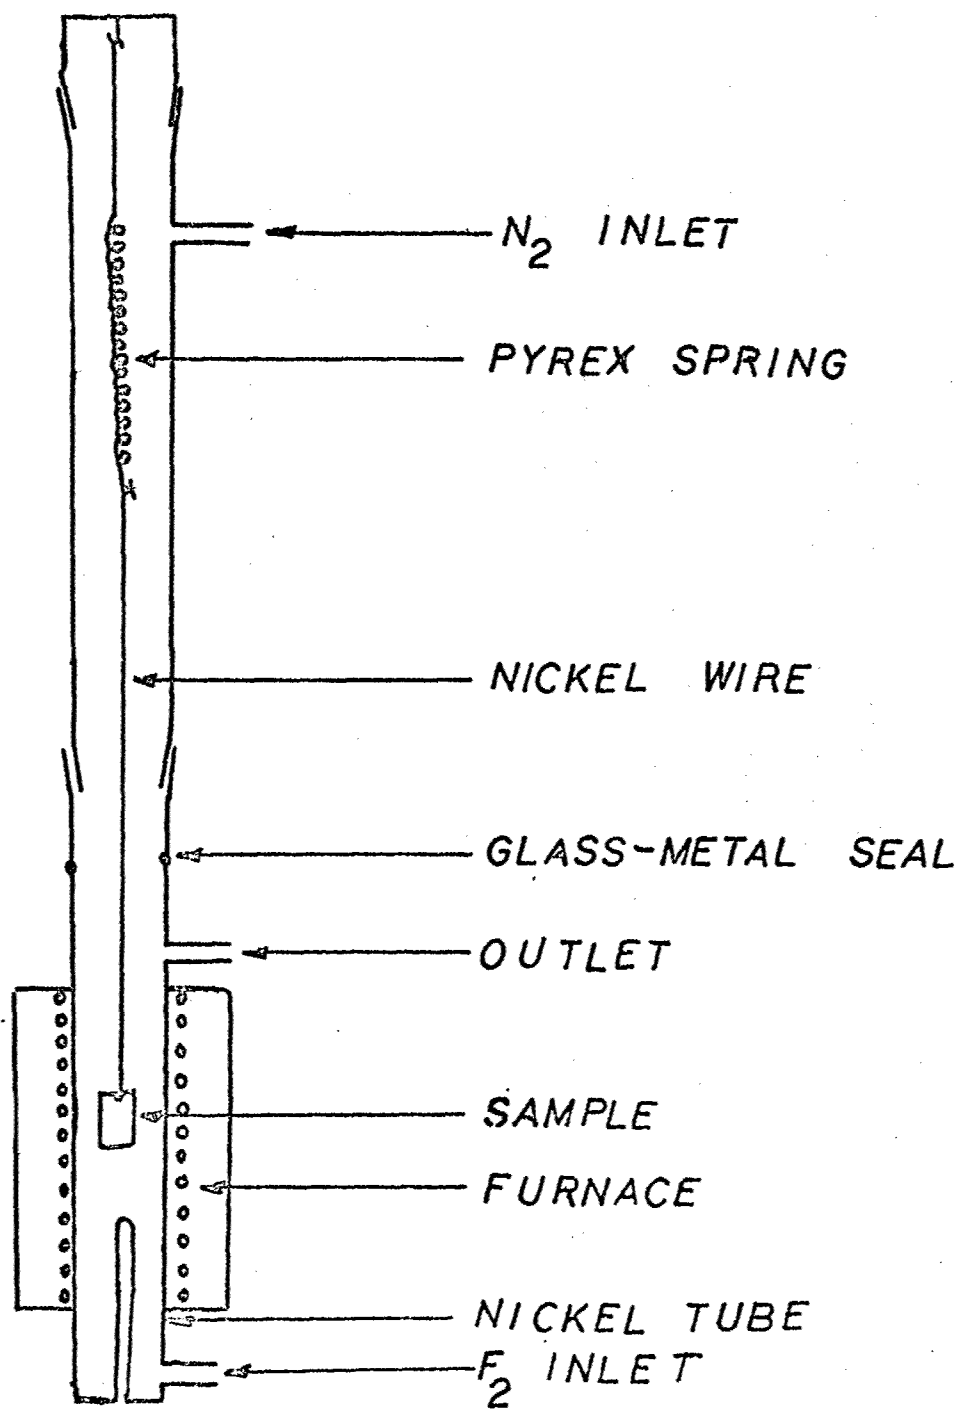 N2 INLET
PYREX SPRING
NICKEL WIRE
GLASS-METAL SEAL
OUTLET
SAMPLE
FURNACE
NICKEL TUBE
F2 INLET